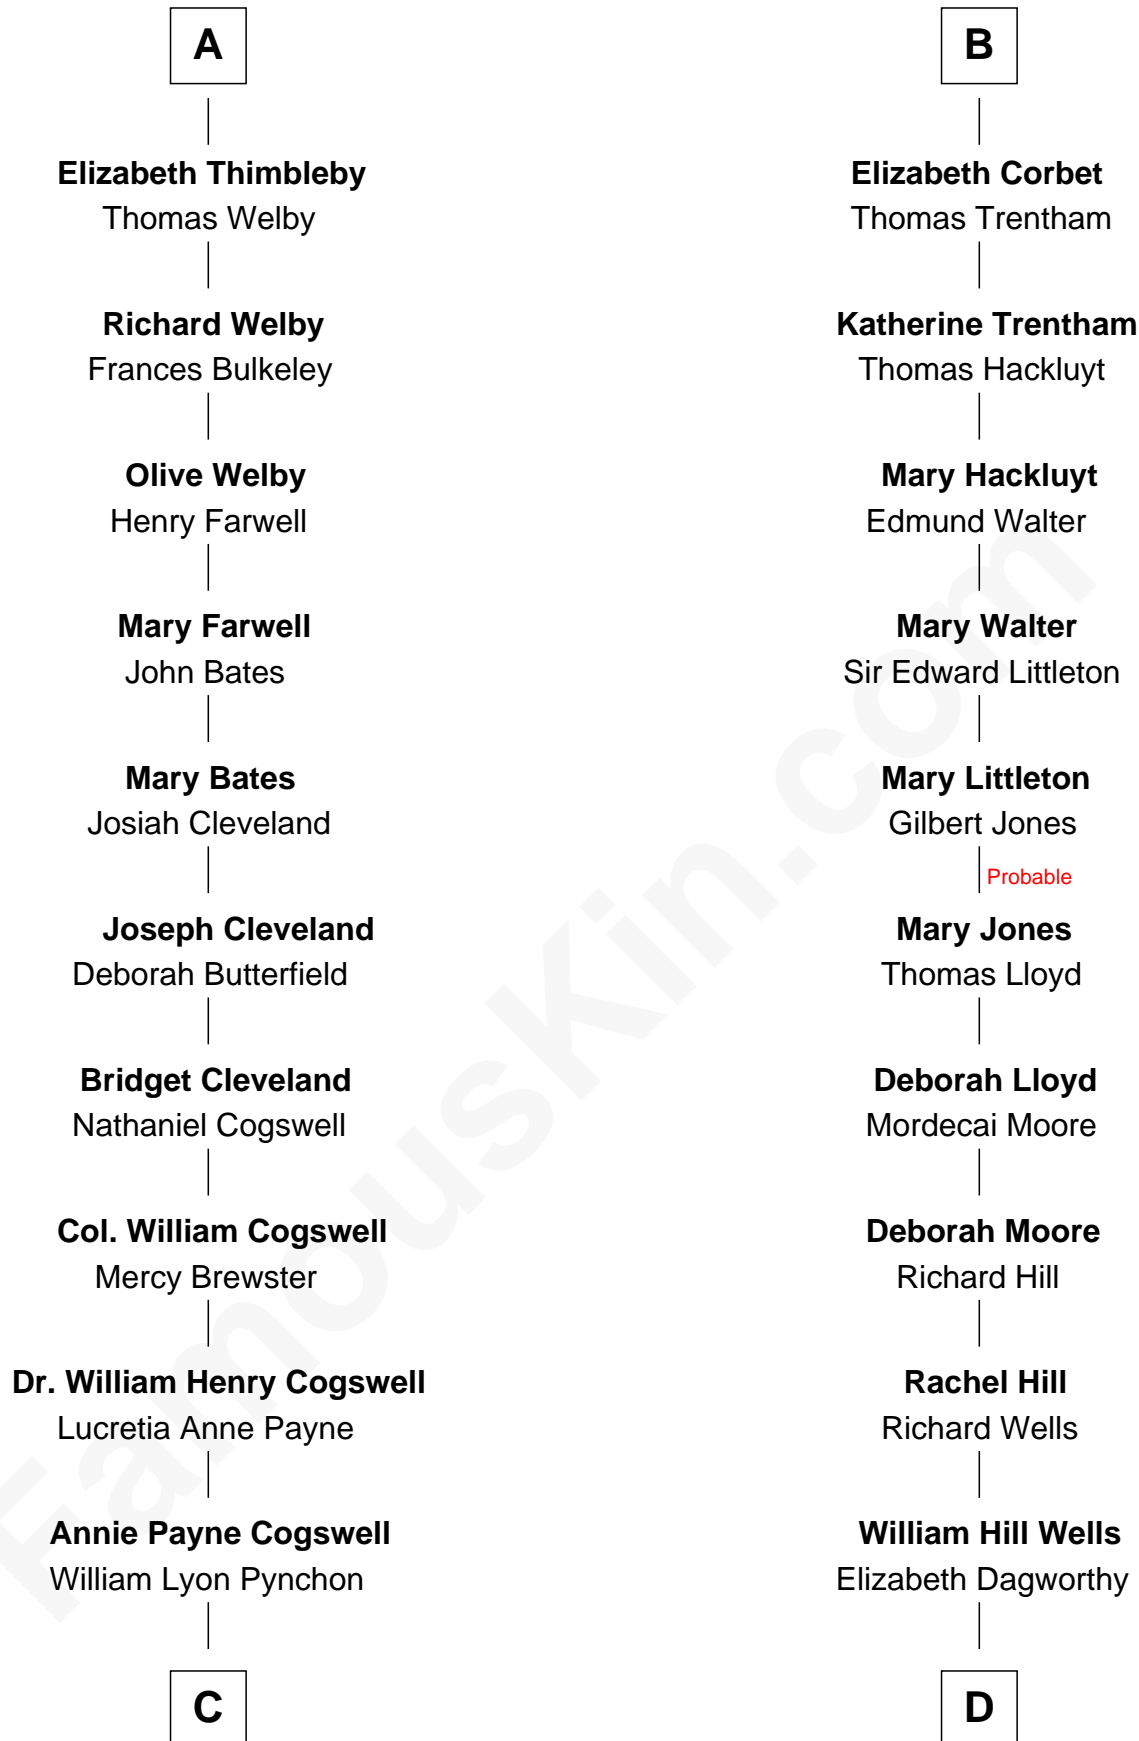 A
Elizabeth Thimbleby
Thomas Welby
Richard Welby
Frances Bulkeley
Olive Welby
Henry Farwell
Mary Farwell
John Bates
Mary Bates
Josiah Cleveland
Joseph Cleveland
Deborah Butterfield
Bridget Cleveland
Nathaniel Cogswell
Col. William Cogswell
Mercy Brewster
Dr. William Henry Cogswell
Lucretia Anne Payne
Annie Payne Cogswell
William Lyon Pynchon
C
B
Elizabeth Corbet
Thomas Trentham
Katherine Trentham
Thomas Hackluyt
Mary Hackluyt
Edmund Walter
Mary Walter
Sir Edward Littleton
Mary Littleton
Gilbert Jones
Probable
Mary Jones
Thomas Lloyd
Deborah Lloyd
Mordecai Moore
Deborah Moore
Richard Hill
Rachel Hill
Richard Wells
William Hill Wells
Elizabeth Dagworthy
D
FamousKin.com